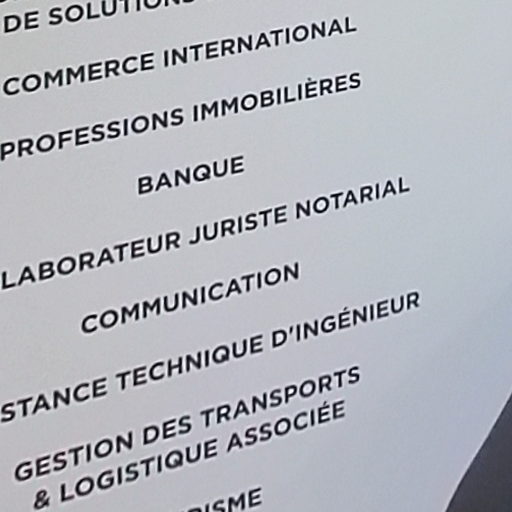 DE SOLUTIONS
COMMERCE INTERNATIONAL
PROFESSIONS IMMOBILIÈRES
BANQUE
LABORATEUR JURISTE NOTARIAL
COMMUNICATION
STANCE TECHNIQUE D'INGÉNIEUR
GESTION DES TRANSPORTS
& LOGISTIQUE ASSOCIÉE
RISME